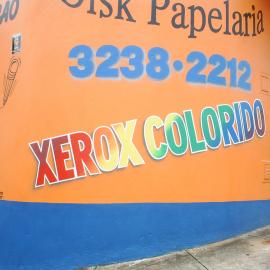 Disk Papelaria
3238-2212
XEROX COLORIDO